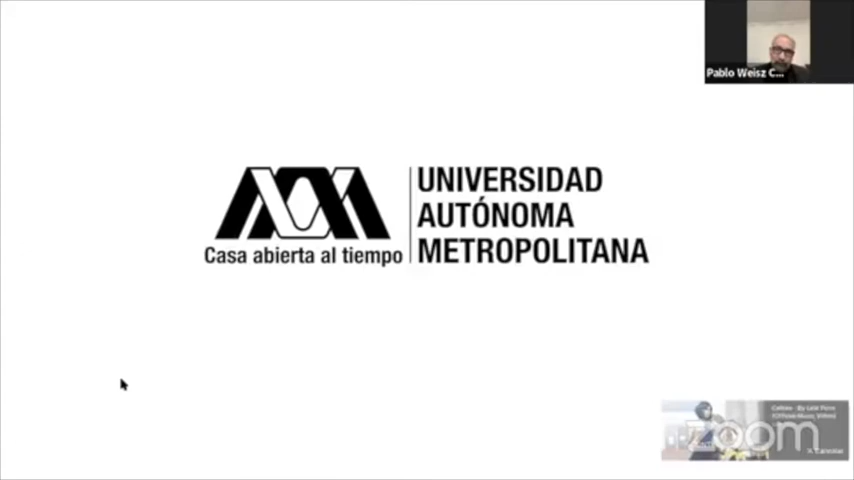 Pablo Weisz C...
UNIVERSIDAD
AUTÓNOMA
METROPOLITANA
Casa abierta al tiempo
zoom